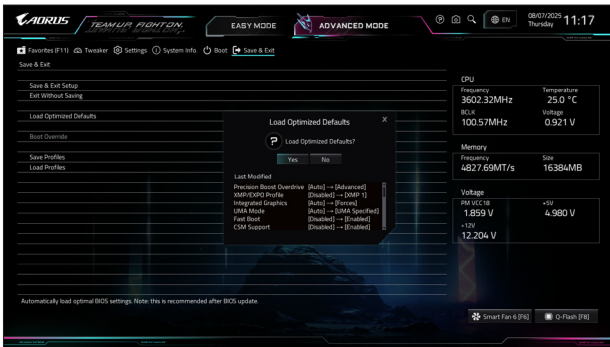 AORUS
TEAM UP. FIGHT ON.
EASY MODE
ADVANCED MODE
EN
08/07/2025
Thursday
11:17
Favorites (F11)
Tweaker
Settings
System Info.
Boot
Save & Exit
Save & Exit
Save & Exit Setup
Exit Without Saving
Load Optimized Defaults
Boot Override
Save Profiles
Load Profiles
Load Optimized Defaults
X
?
Load Optimized Defaults?
Yes
No
Last Modified
Precision Boost Overdrive [Auto] → [Advanced]
XMP/EXPO Profile [Disabled] → [XMP 1]
Integrated Graphics [Auto] → [Forces]
UMA Mode [Auto] → [UMA Specified]
Fast Boot [Disabled] → [Enabled]
CSM Support [Disabled] → [Enabled]
CPU
Frequency Temperature
3602.32MHz 25.0 °C
BCLK Voltage
100.57MHz 0.921 V
Memory
Frequency Size
4827.69MT/s 16384MB
Voltage
PM VCC18 +5V
1.859 V 4.980 V
+12V
12.204 V
Automatically load optimal BIOS settings. Note: this is recommended after BIOS update.
Smart Fan 6 [F6]
Q-Flash [F8]